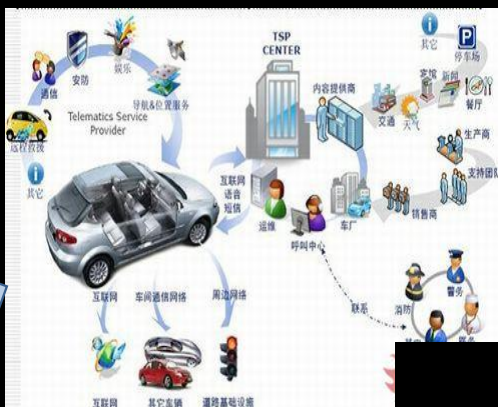 TSP
CENTER
其它
停车场
娱乐
安防
通信
导航&位置服务
远程救援
其它
Telematics Service
Provider
内容提供商
交通
天气
宾馆
新闻
餐厅
生产商
支持团队
销售商
车厂
互联网
语音
短信
运维
呼叫中心
联系
消防
警务
互联网
车间通信网络
周边网络
互联网
其它车辆
道路基础设施